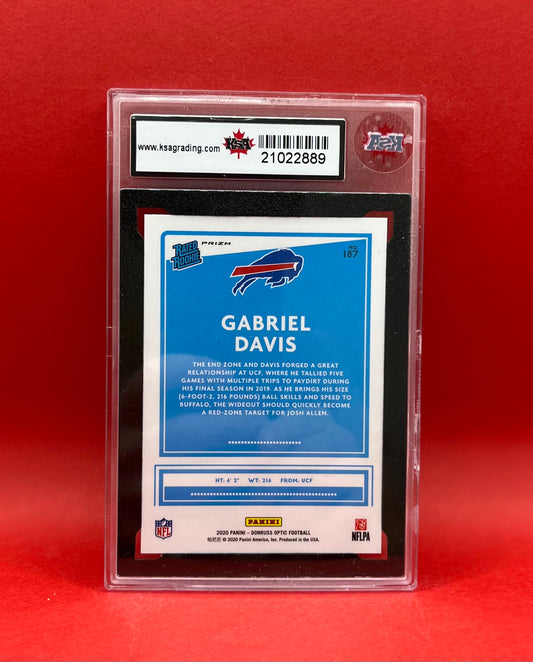 www.ksagrading.com KSA
21022889
KSA
RATED ROOKIE
PRIZM
NO. 187
GABRIEL
DAVIS
THE END ZONE AND DAVIS FORGED A GREAT
RELATIONSHIP AT UCF, WHERE HE TALLIED FIVE
GAMES WITH MULTIPLE TRIPS TO PAYDIRT DURING
HIS FINAL SEASON IN 2019. AS HE BRINGS HIS SIZE
(6-FOOT-2, 216 POUNDS) BALL SKILLS AND SPEED TO
BUFFALO, THE WIDEOUT SHOULD QUICKLY BECOME
A RED-ZONE TARGET FOR JOSH ALLEN.
HT: 6' 2" WT: 216 FROM: UCF
NFL
PANINI
NFLPA
2020 PANINI – DONRUSS OPTIC FOOTBALL
© 2020 Panini America, Inc. Produced in the USA.